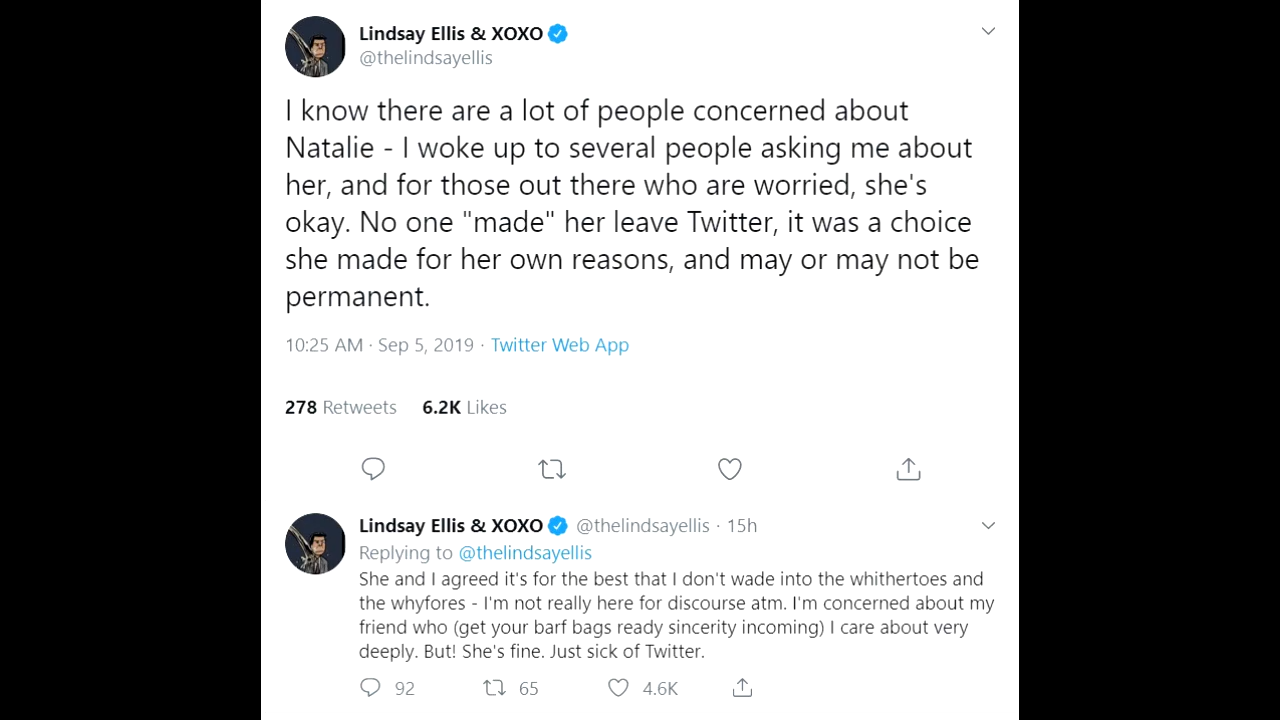 Lindsay Ellis & XOXO
@thelindsayellis
I know there are a lot of people concerned about
Natalie - I woke up to several people asking me about
her, and for those out there who are worried, she's
okay. No one "made" her leave Twitter, it was a choice
she made for her own reasons, and may or may not be
permanent.
10:25 AM · Sep 5, 2019 · Twitter Web App
278 Retweets 6.2K Likes
Lindsay Ellis & XOXO @thelindsayellis · 15h
Replying to @thelindsayellis
She and I agreed it's for the best that I don't wade into the whithertoes and
the whyfores - I'm not really here for discourse atm. I'm concerned about my
friend who (get your barf bags ready sincerity incoming) I care about very
deeply. But! She's fine. Just sick of Twitter.
92 65 4.6K